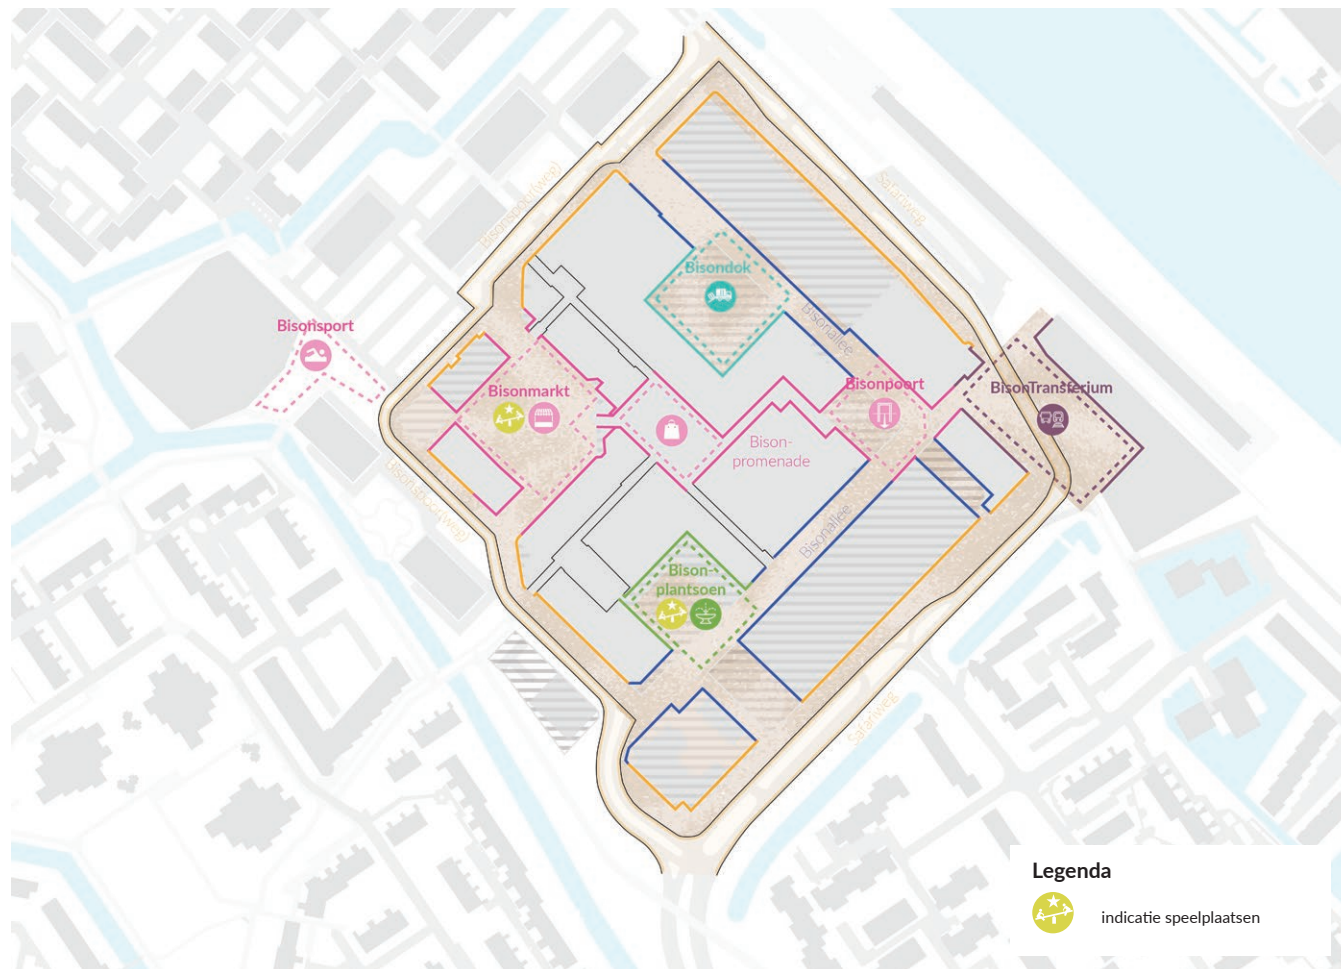 Bisonspoor(weg)
Safariweg
Bisondok
Bisonallee
Bisonsport
Bisonmarkt
Bisonpoort
BisonTransferium
Bison-
promenade
Bisonspoor(weg)
Bisonallee
Bison-
plantsoen
Safariweg
Legenda
indicatie speelplaatsen